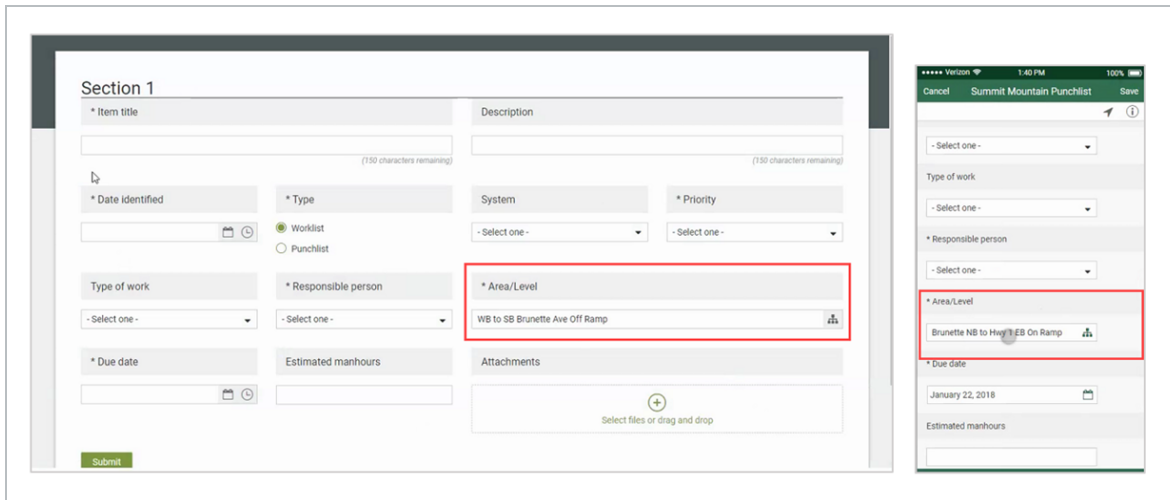 Section 1
* Item title
Description
(150 characters remaining)
(150 characters remaining)
* Date identified
* Type
System
* Priority
Worklist
- Select one -
- Select one -
Punchlist
Type of work
* Responsible person
* Area/Level
- Select one -
- Select one -
WB to SB Brunette Ave Off Ramp
* Due date
Estimated manhours
Attachments
Select files or drag and drop
Submit
Verizon 1:40 PM 100%
Cancel Summit Mountain Punchlist Save
- Select one -
Type of work
- Select one -
* Responsible person
- Select one -
* Area/Level
Brunette NB to Hwy 1 EB On Ramp
* Due date
January 22, 2018
Estimated manhours